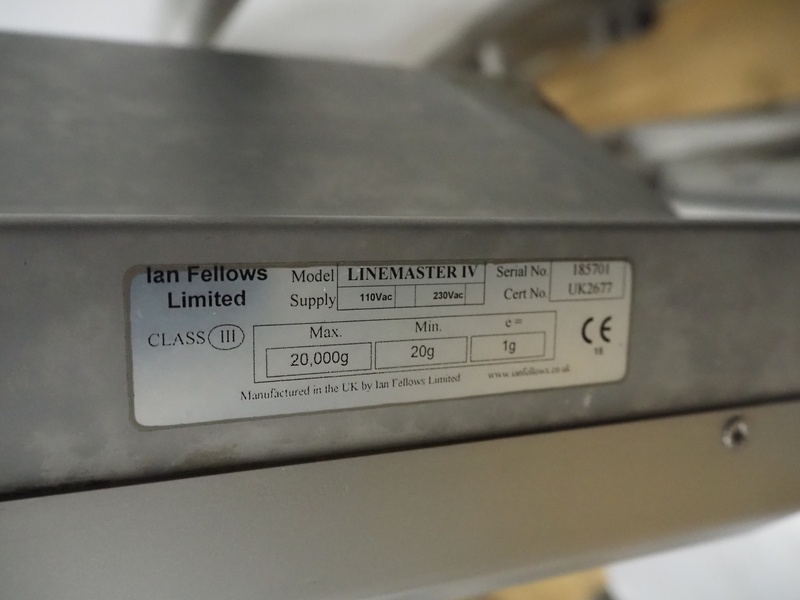 Ian Fellows Limited
Model LINEMASTER IV
Supply 110Vac 230Vac
Serial No. 185701
Cert No. UK2677
CLASS III
Max. Min. e =
20,000g 20g 1g
Manufactured in the UK by Ian Fellows Limited
www.ianfellows.co.uk
CE